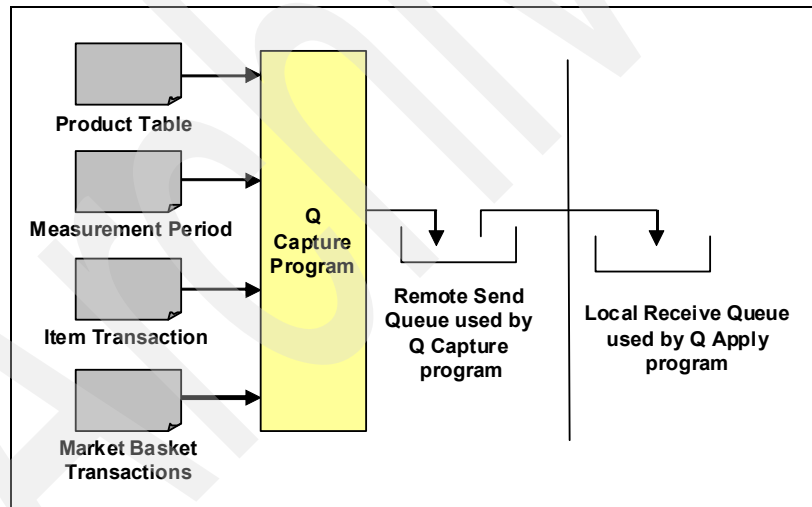 Product Table
Measurement Period
Item Transaction
Market Basket
Transactions
Q
Capture
Program
Remote Send
Queue used by
Q Capture
program
Local Receive Queue
used by Q Apply
program